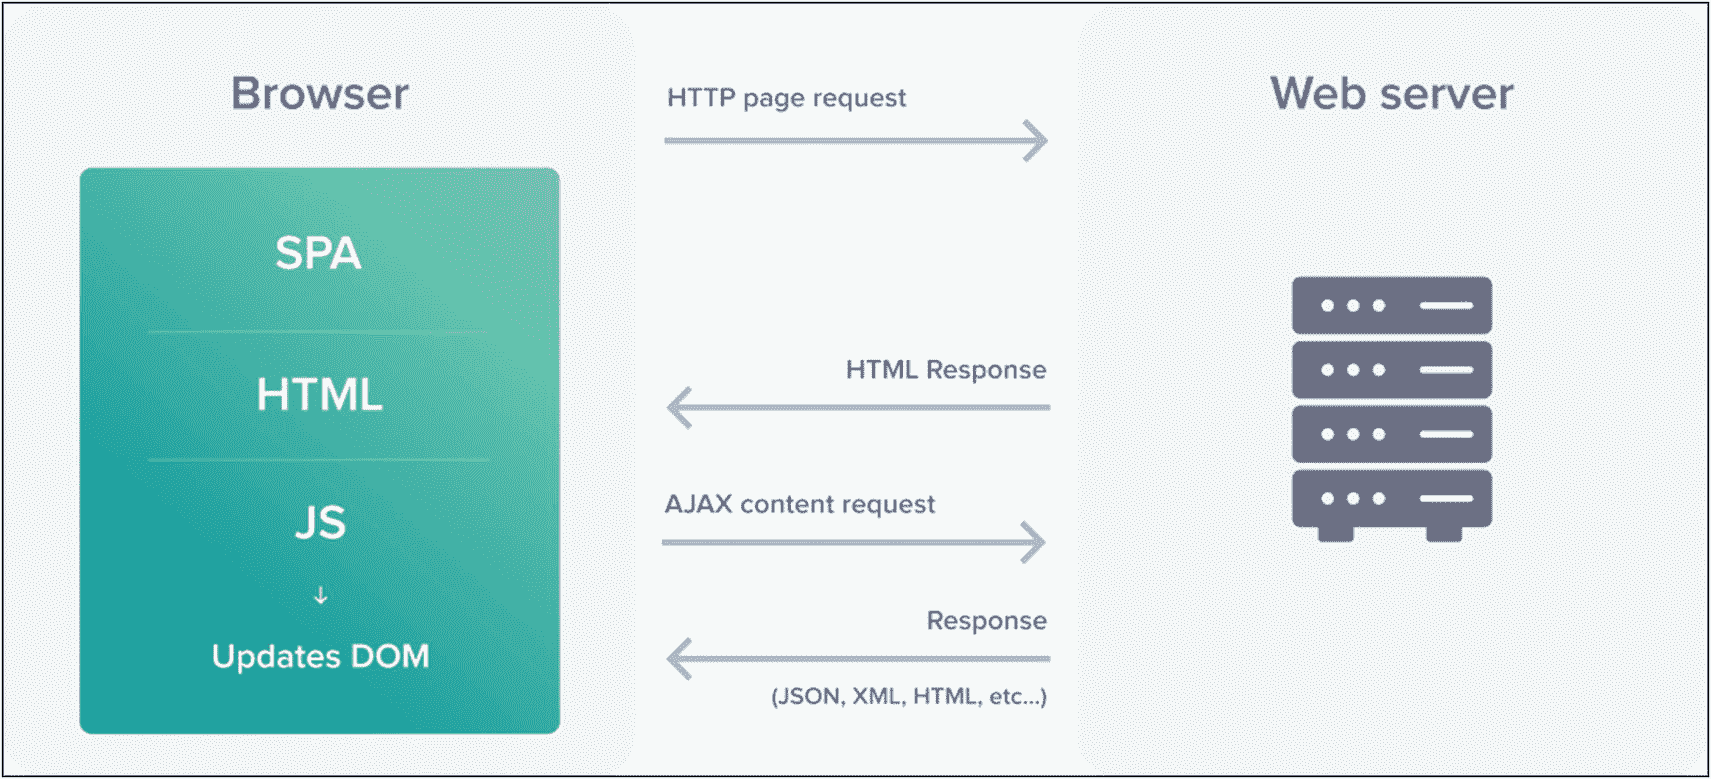 Browser
SPA
HTML
JS
↓
Updates DOM
HTTP page request
HTML Response
AJAX content request
Response
(JSON, XML, HTML, etc...)
Web server